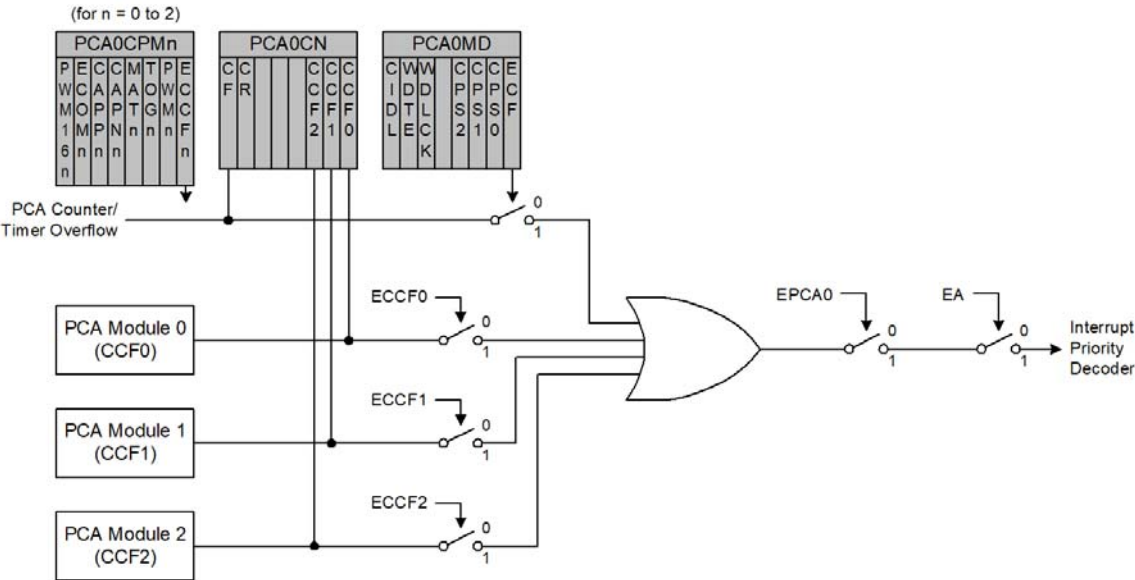 (for n = 0 to 2)
PCA0CPMn
PWM16n
ECOMn
CAPPn
CAPNn
MATn
TOGn
PWMn
ECCFn
PCA0CN
CF
CR
CCF2
CCF1
CCF0
PCA0MD
CIDL
WDTE
WDLCK
CPS2
CPS1
CPS0
ECF
PCA Counter/
Timer Overflow
0
1
PCA Module 0
(CCF0)
ECCF0
0
1
PCA Module 1
(CCF1)
ECCF1
0
1
PCA Module 2
(CCF2)
ECCF2
0
1
EPCA0
0
1
EA
0
1
Interrupt
Priority
Decoder